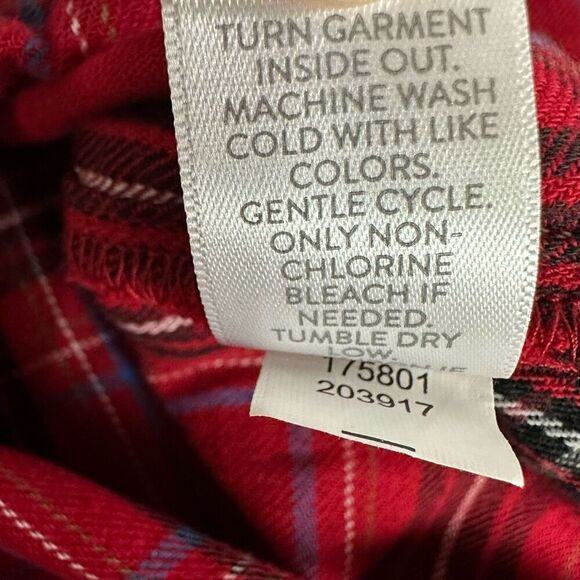 TURN GARMENT
INSIDE OUT.
MACHINE WASH
COLD WITH LIKE
COLORS.
GENTLE CYCLE.
ONLY NON-
CHLORINE
BLEACH IF
NEEDED.
TUMBLE DRY
LOW.
175801
203917